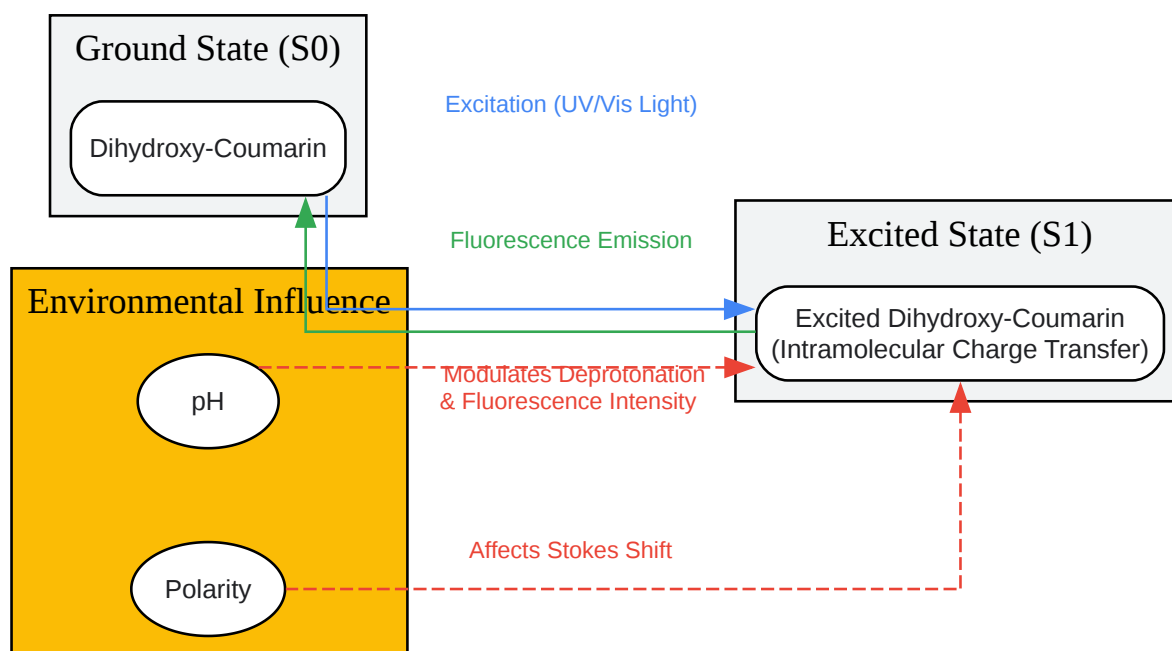 Ground State (S0)
Dihydroxy-Coumarin
Excitation (UV/Vis Light)
Fluorescence Emission
Excited State (S1)
Excited Dihydroxy-Coumarin
(Intramolecular Charge Transfer)
Environmental Influence
pH
Modulates Deprotonation
& Fluorescence Intensity
Affects Stokes Shift
Polarity